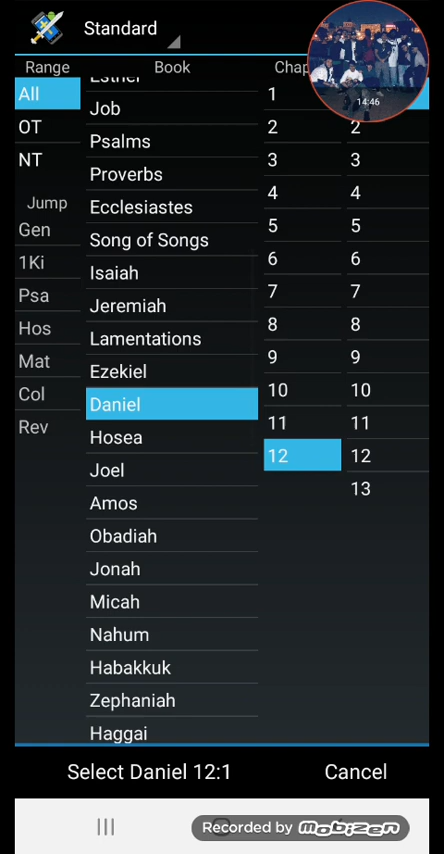 Standard
Range
Book
Chap
All
OT
NT
Jump
Gen
1Ki
Psa
Hos
Mat
Col
Rev
Esther
Job
Psalms
Proverbs
Ecclesiastes
Song of Songs
Isaiah
Jeremiah
Lamentations
Ezekiel
Daniel
Hosea
Joel
Amos
Obadiah
Jonah
Micah
Nahum
Habakkuk
Zephaniah
Haggai
1
2
3
4
5
6
7
8
9
10
11
12
2
3
4
5
6
7
8
9
10
11
12
13
14:46
Select Daniel 12:1
Cancel
Recorded by mobizen